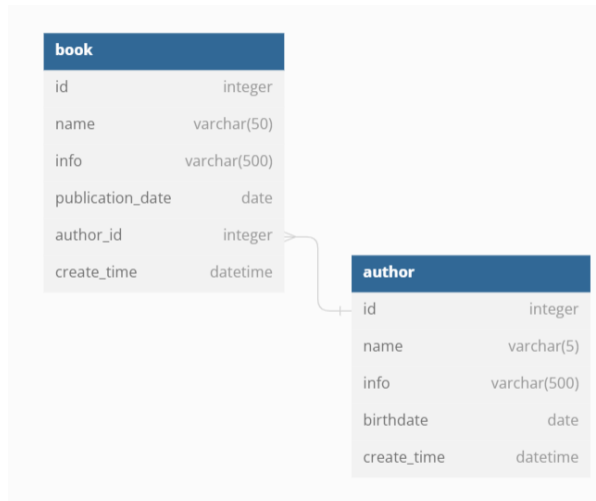 book
id integer
name varchar(50)
info varchar(500)
publication_date date
author_id integer
create_time datetime
author
id integer
name varchar(5)
info varchar(500)
birthdate date
create_time datetime